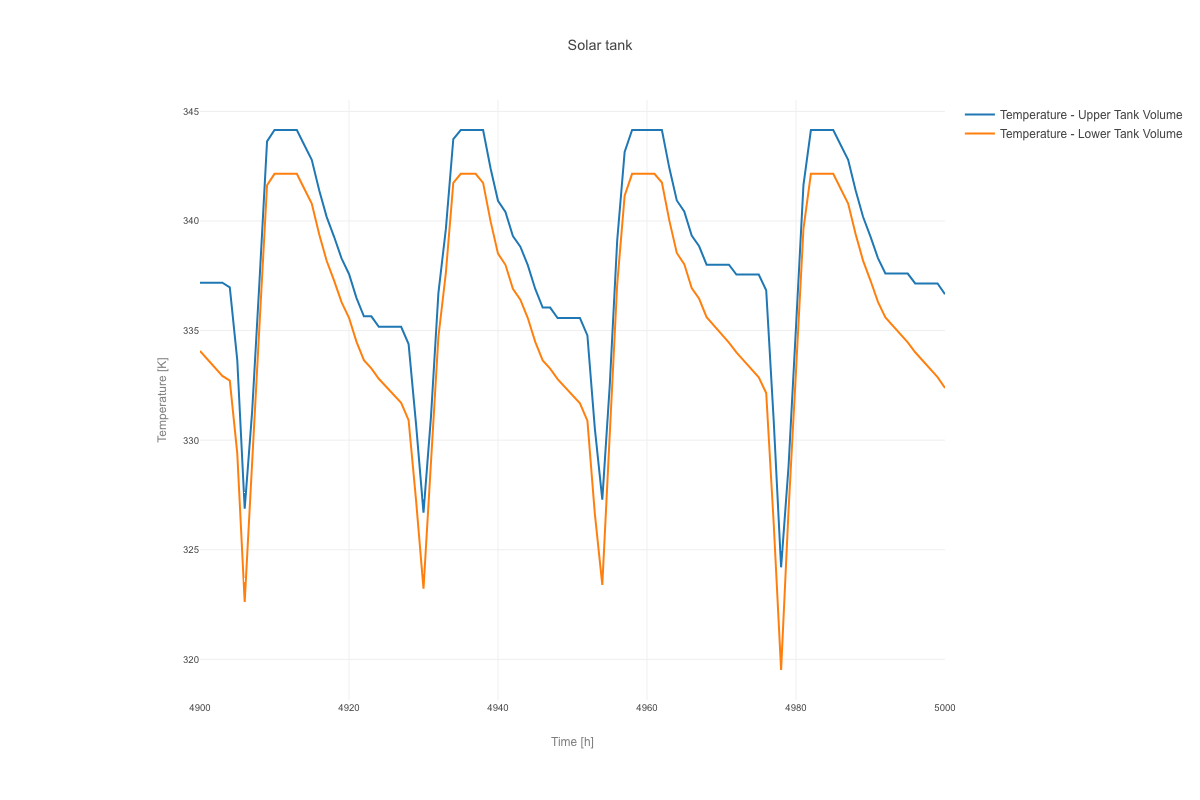 Solar tank
Temperature - Upper Tank Volume
Temperature - Lower Tank Volume
Temperature [K]
345
340
335
330
325
320
4900
4920
4940
4960
4980
5000
Time [h]